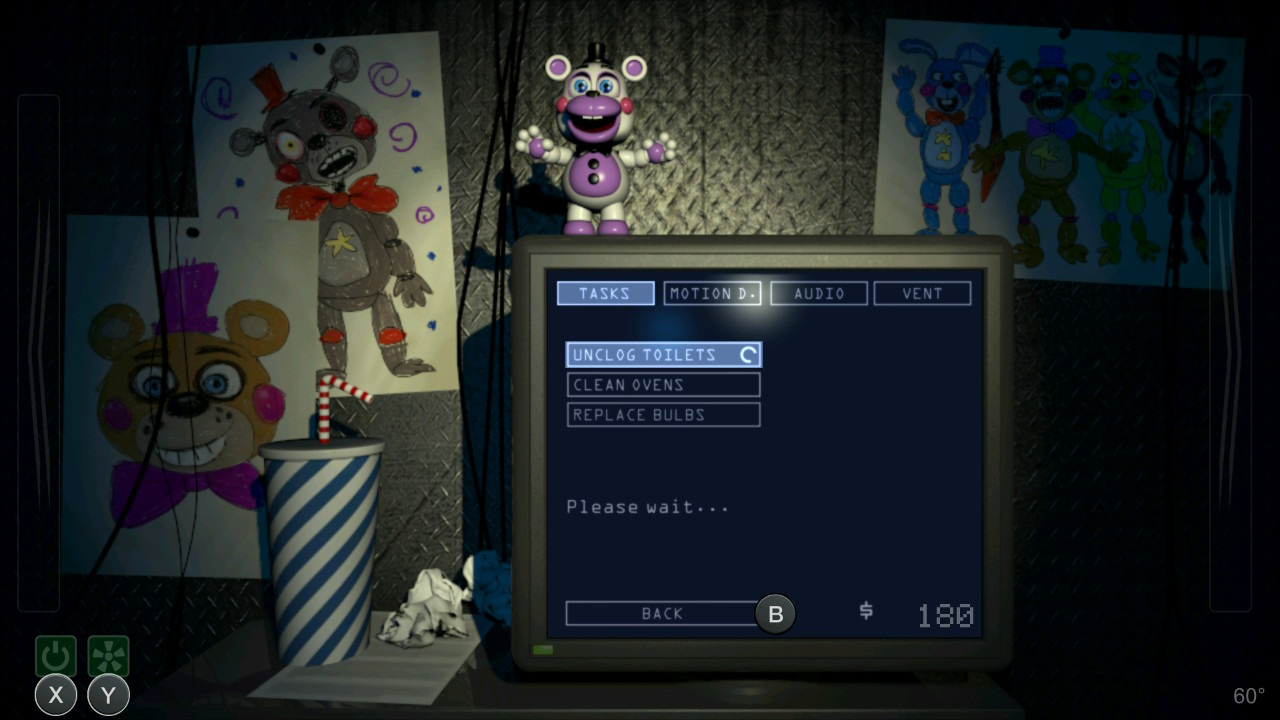 TASKS
MOTION D.
AUDIO
VENT
UNCLOG TOILETS
CLEAN OVENS
REPLACE BULBS
Please wait...
BACK
B
$ 180
X
Y
60°